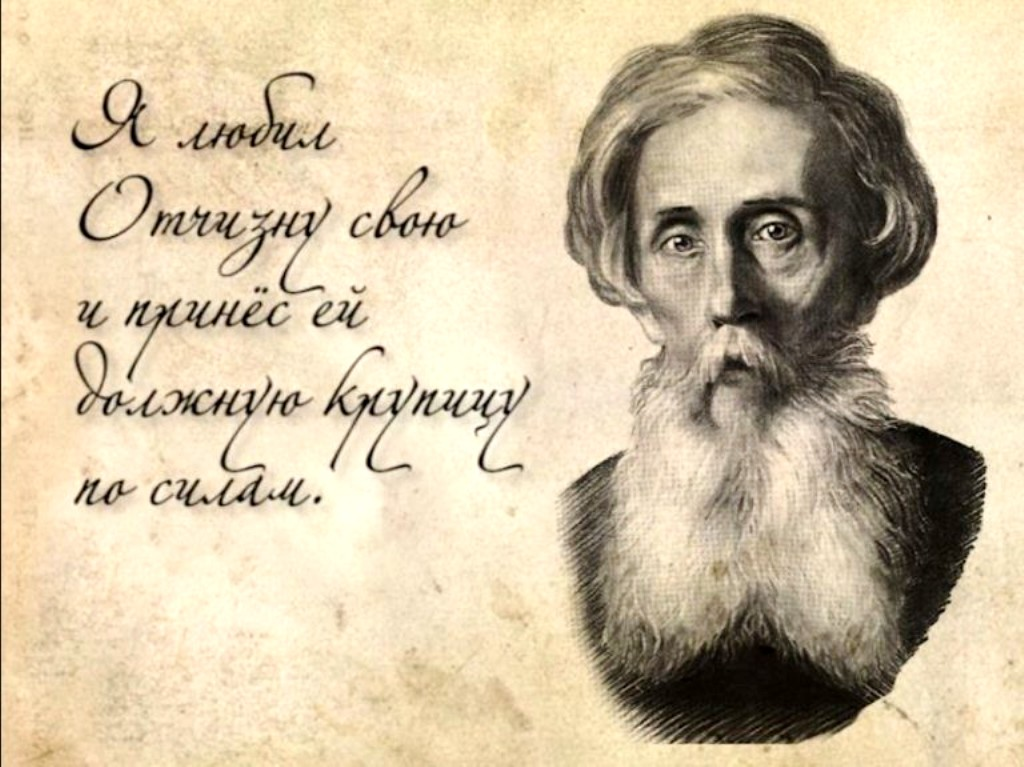 Я любил
Отчизну свою
и принёс ей
должную крупицу
по силам.